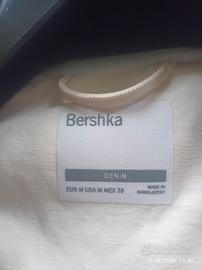 Bershka
DENIM
EUR M USA M MEX 38
MADE IN
BANGLADESH